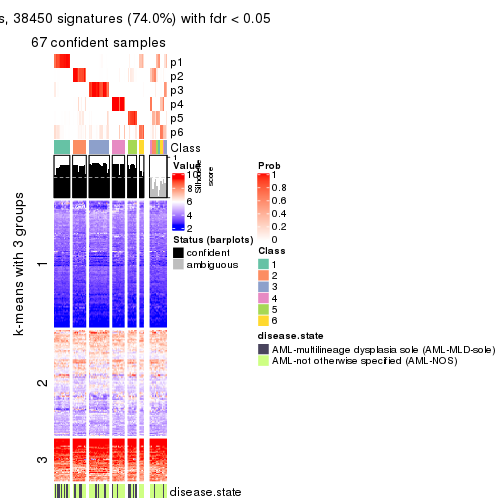 s, 38450 signatures (74.0%) with fdr < 0.05
67 confident samples
p1
p2
p3
p4
p5
p6
Class
1
Silhouette
score
k-means with 3 groups
1
2
3
disease.state
Value
10
8
6
4
2
Status (barplots)
confident
ambiguous
Prob
1
0.8
0.6
0.4
0.2
0
Class
1
2
3
4
5
6
disease.state
AML-multilineage dysplasia sole (AML-MLD-sole)
AML-not otherwise specified (AML-NOS)